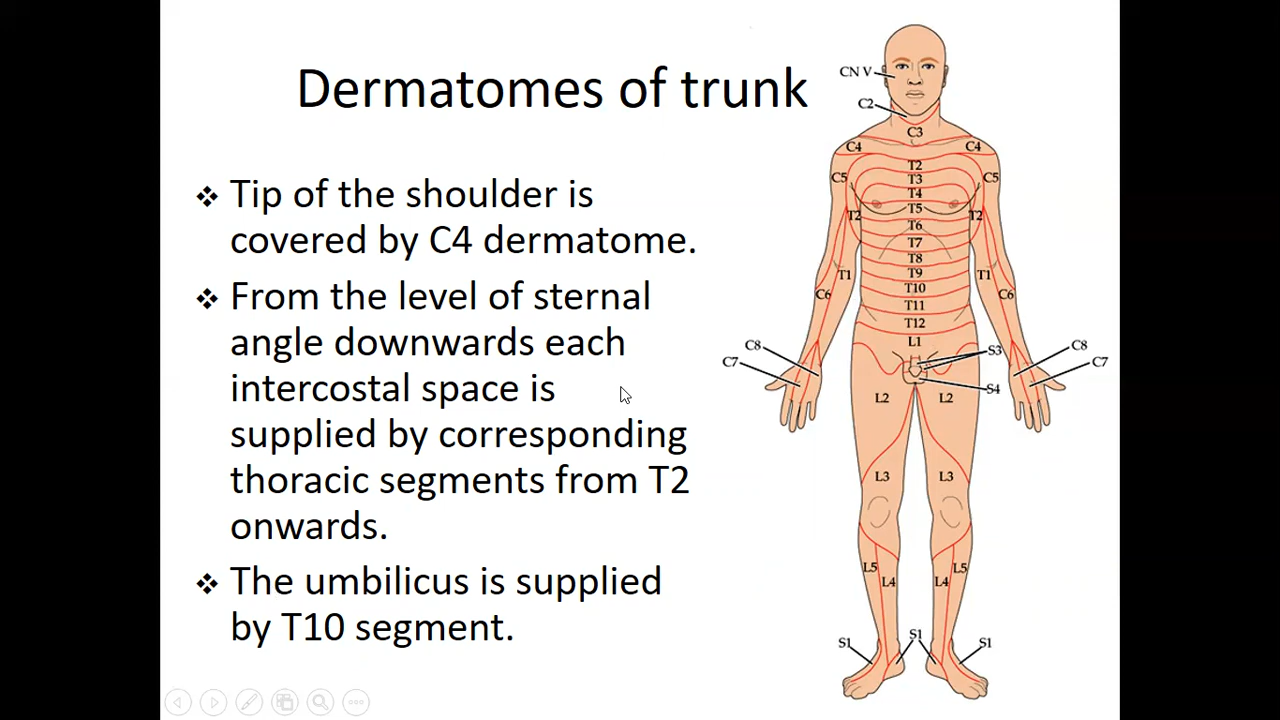 Dermatomes of trunk
❖ Tip of the shoulder is
covered by C4 dermatome.
❖ From the level of sternal
angle downwards each
intercostal space is
supplied by corresponding
thoracic segments from T2
onwards.
❖ The umbilicus is supplied
by T10 segment.
CN V
C2
C3
C4 C4
T2
C5 T3 C5
T4
T5
T2 T2
T6
T7
T8
T1 T9 T1
T10
C6 C6
T11
T12
L1
C8 S3 C8
C7 C7
S4
L2 L2
L3 L3
L5 L5
L4 L4
S1 S1 S1